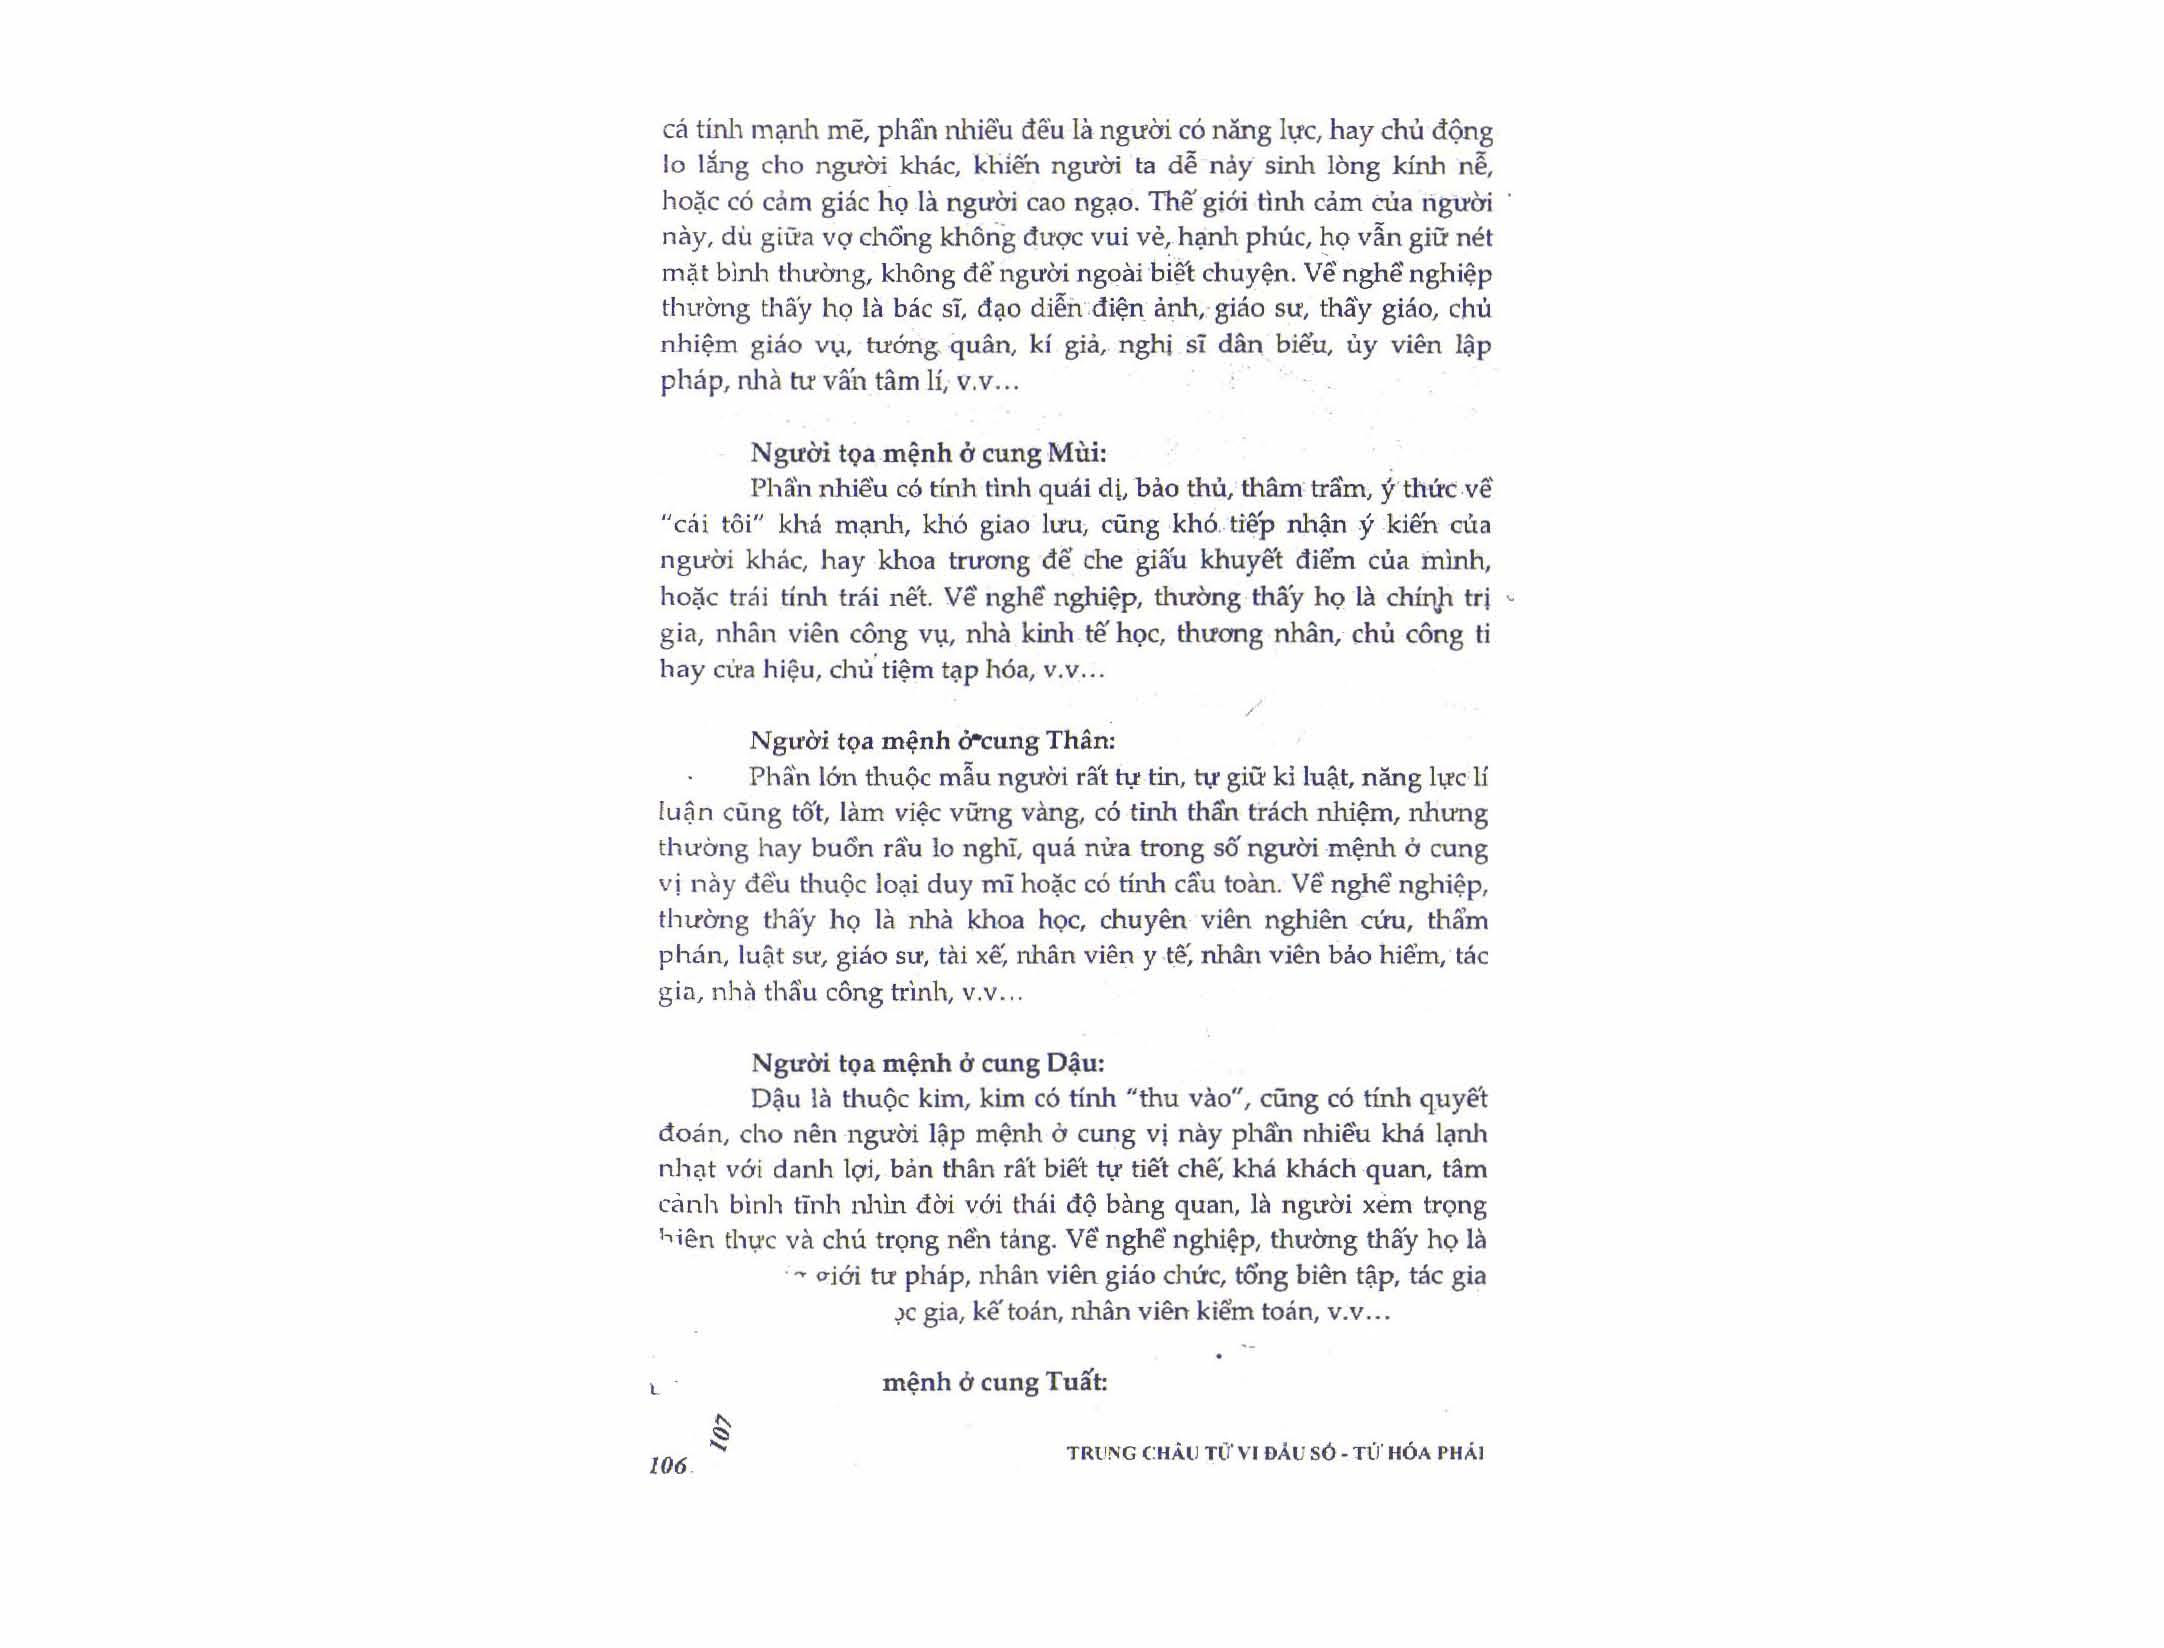 cá tính mạnh mẽ, phần nhiều đều là người có năng lực, hay chủ động
lo lắng cho người khác, khiến người ta dễ nảy sinh lòng kính nễ,
hoặc có cảm giác họ là người cao ngạo. Thế giới tình cảm của người
này, dù giữa vợ chồng không được vui vẻ, hạnh phúc, họ vẫn giữ nét
mặt bình thường, không để người ngoài biết chuyện. Về nghề nghiệp
thường thấy họ là bác sĩ, đạo diễn điện ảnh, giáo sư, thầy giáo, chủ
nhiệm giáo vụ, tướng quân, kí giả, nghị sĩ dân biểu, ủy viên lập
pháp, nhà tư vấn tâm lí, v.v...
Người tọa mệnh ở cung Mùi:
Phần nhiều có tính tình quái dị, bảo thủ, thâm trầm, ý thức về
"cái tôi" khá mạnh, khó giao lưu, cũng khó tiếp nhận ý kiến của
người khác, hay khoa trương để che giấu khuyết điểm của mình,
hoặc trái tính trái nết. Về nghề nghiệp, thường thấy họ là chính trị
gia, nhân viên công vụ, nhà kinh tế học, thương nhân, chủ công ti
hay cửa hiệu, chủ tiệm tạp hóa, v.v...
Người tọa mệnh ở cung Thân:
Phần lớn thuộc mẫu người rất tự tin, tự giữ kỉ luật, năng lực lí
luận cũng tốt, làm việc vững vàng, có tinh thần trách nhiệm, nhưng
thường hay buồn rầu lo nghĩ, quá nửa trong số người mệnh ở cung
vị này đều thuộc loại duy mĩ hoặc có tính cầu toàn. Về nghề nghiệp,
thường thấy họ là nhà khoa học, chuyên viên nghiên cứu, thẩm
phán, luật sư, giáo sư, tài xế, nhân viên y tế, nhân viên bảo hiểm, tác
gia, nhà thầu công trình, v.v...
Người tọa mệnh ở cung Dậu:
Dậu là thuộc kim, kim có tính "thu vào", cũng có tính quyết
đoán, cho nên người lập mệnh ở cung vị này phần nhiều khá lạnh
nhạt với danh lợi, bản thân rất biết tự tiết chế, khá khách quan, tâm
cảnh bình tĩnh nhìn đời với thái độ bàng quan, là người xem trọng
hiện thực và chú trọng nền tảng. Về nghề nghiệp, thường thấy họ là
giới tư pháp, nhân viên giáo chức, tổng biên tập, tác gia
gia, kế toán, nhân viên kiểm toán, v.v...
mệnh ở cung Tuất:
107
106
TRUNG CHÂU TỬ VI ĐẨU SỐ - TỨ HÓA PHÁI